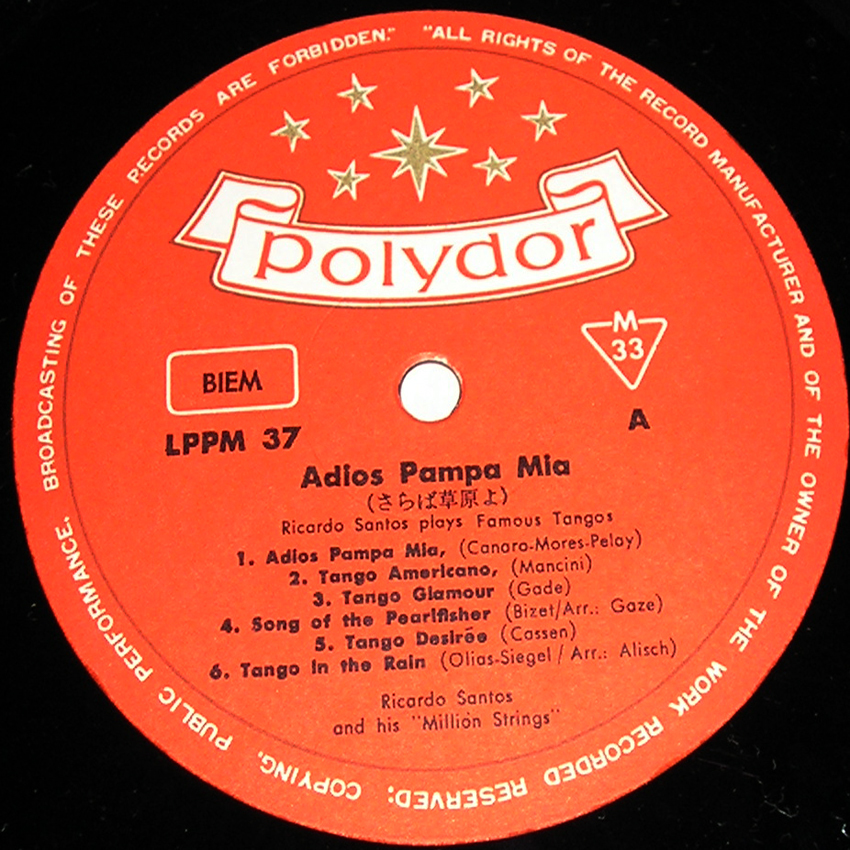 "ALL RIGHTS OF THE RECORD MANUFACTURER AND OF THE OWNER OF THE WORK RECORDED RESERVED: COPYING, PUBLIC PERFORMANCE, BROADCASTING OF THESE RECORDS ARE FORBIDDEN."
polydor
M
33
BIEM
LPPM 37
A
Adios Pampa Mia
(さらば草原よ)
Ricardo Santos plays Famous Tangos
1. Adios Pampa Mia, (Canaro-Mores-Pelay)
2. Tango Americano, (Mancini)
3. Tango Glamour (Gade)
4. Song of the Pearlfisher (Bizet/Arr.: Gaze)
5. Tango Desirée (Cassen)
6. Tango in the Rain (Olias-Siegel / Arr.: Alisch)
Ricardo Santos
and his "Million Strings"